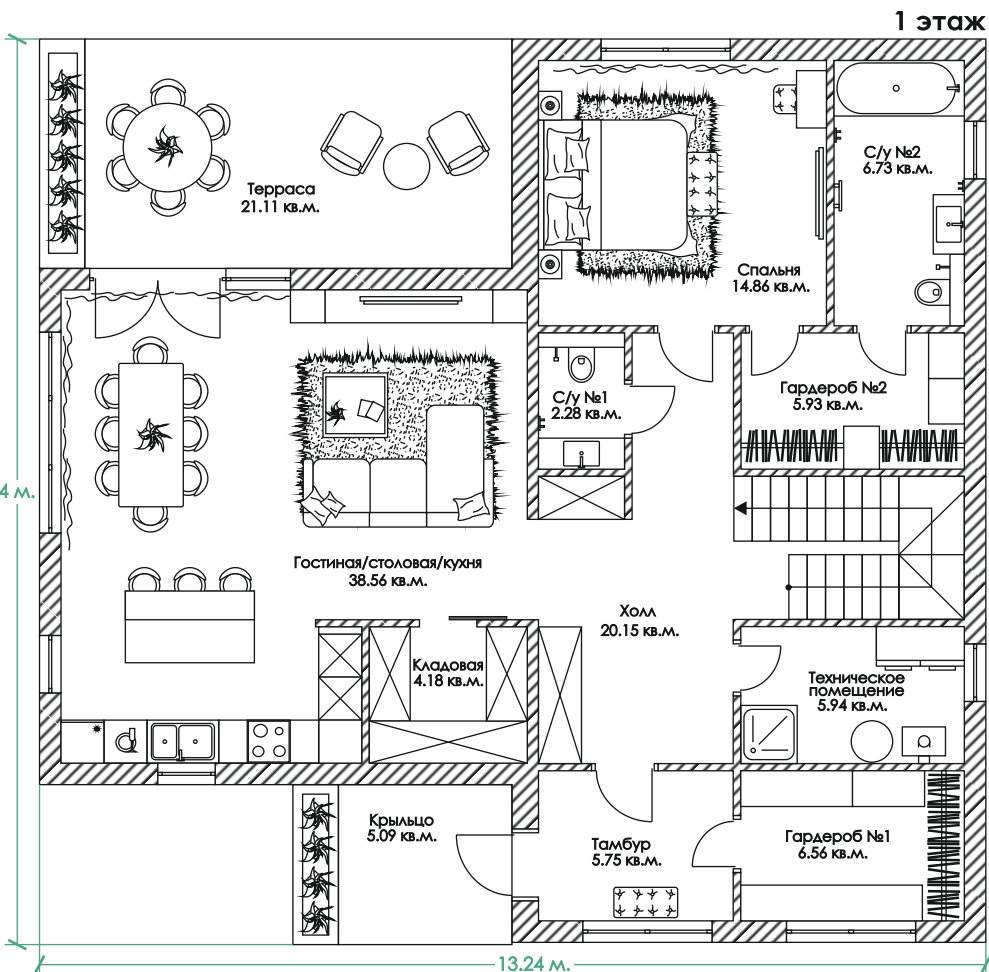 1 этаж
Терраса
21.11 кв.м.
С/у №2
6.73 кв.м.
Спальня
14.86 кв.м.
Гардероб №2
5.93 кв.м.
С/у №1
2.28 кв.м.
4 м.
Гостиная/столовая/кухня
38.56 кв.м.
Холл
20.15 кв.м.
Кладовая
4.18 кв.м.
Техническое
помещение
5.94 кв.м.
Крыльцо
5.09 кв.м.
Тамбур
5.75 кв.м.
Гардероб №1
6.56 кв.м.
13.24 м.